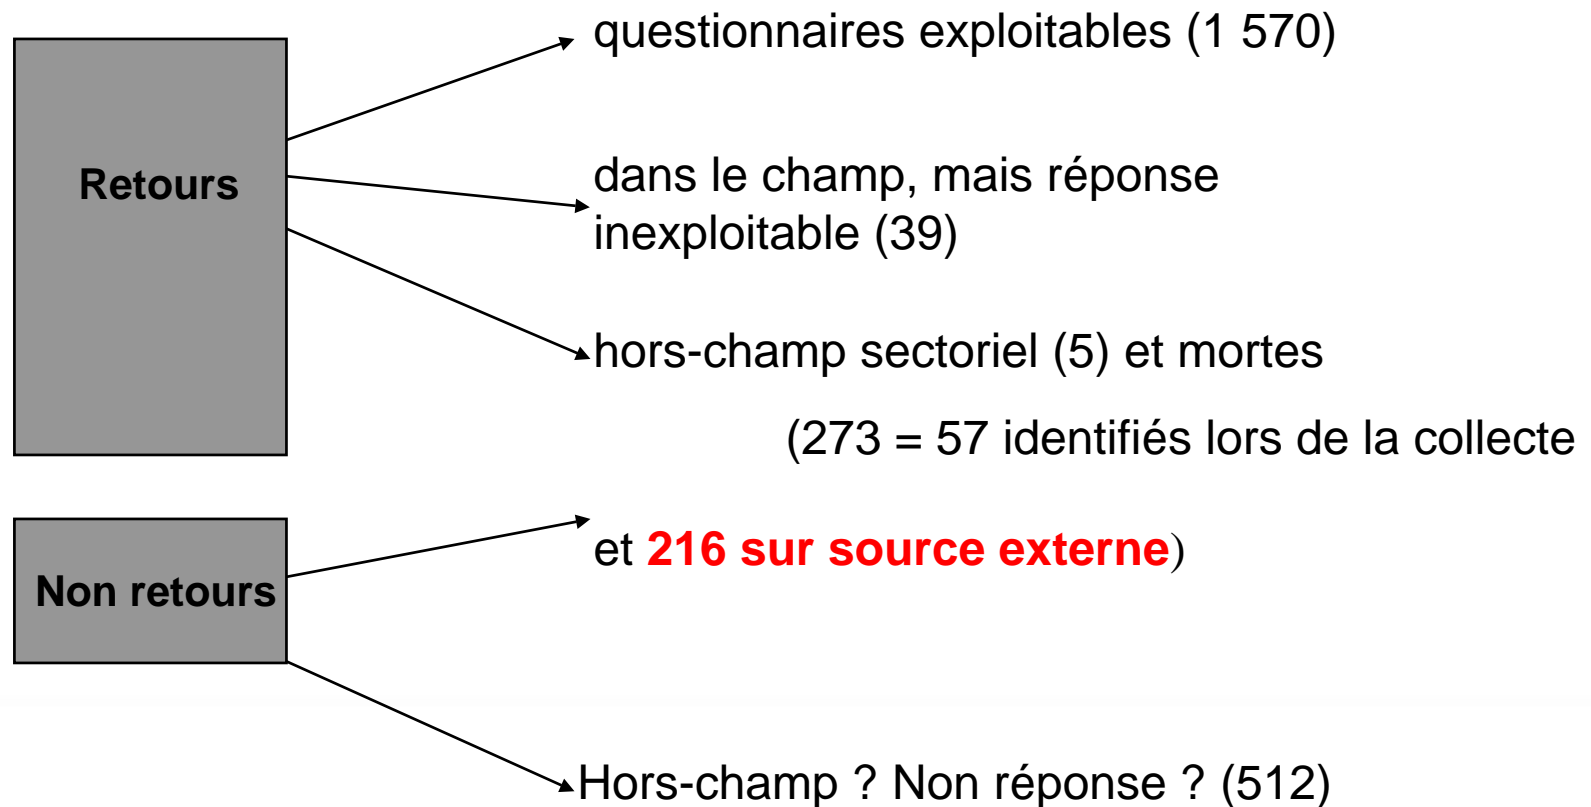 questionnaires exploitables (1 570)
Retours
dans le champ, mais réponse
inexploitable (39)
hors-champ sectoriel (5) et mortes
(273 = 57 identifiés lors de la collecte
et 216 sur source externe)
Non retours
Hors-champ ? Non réponse ? (512)